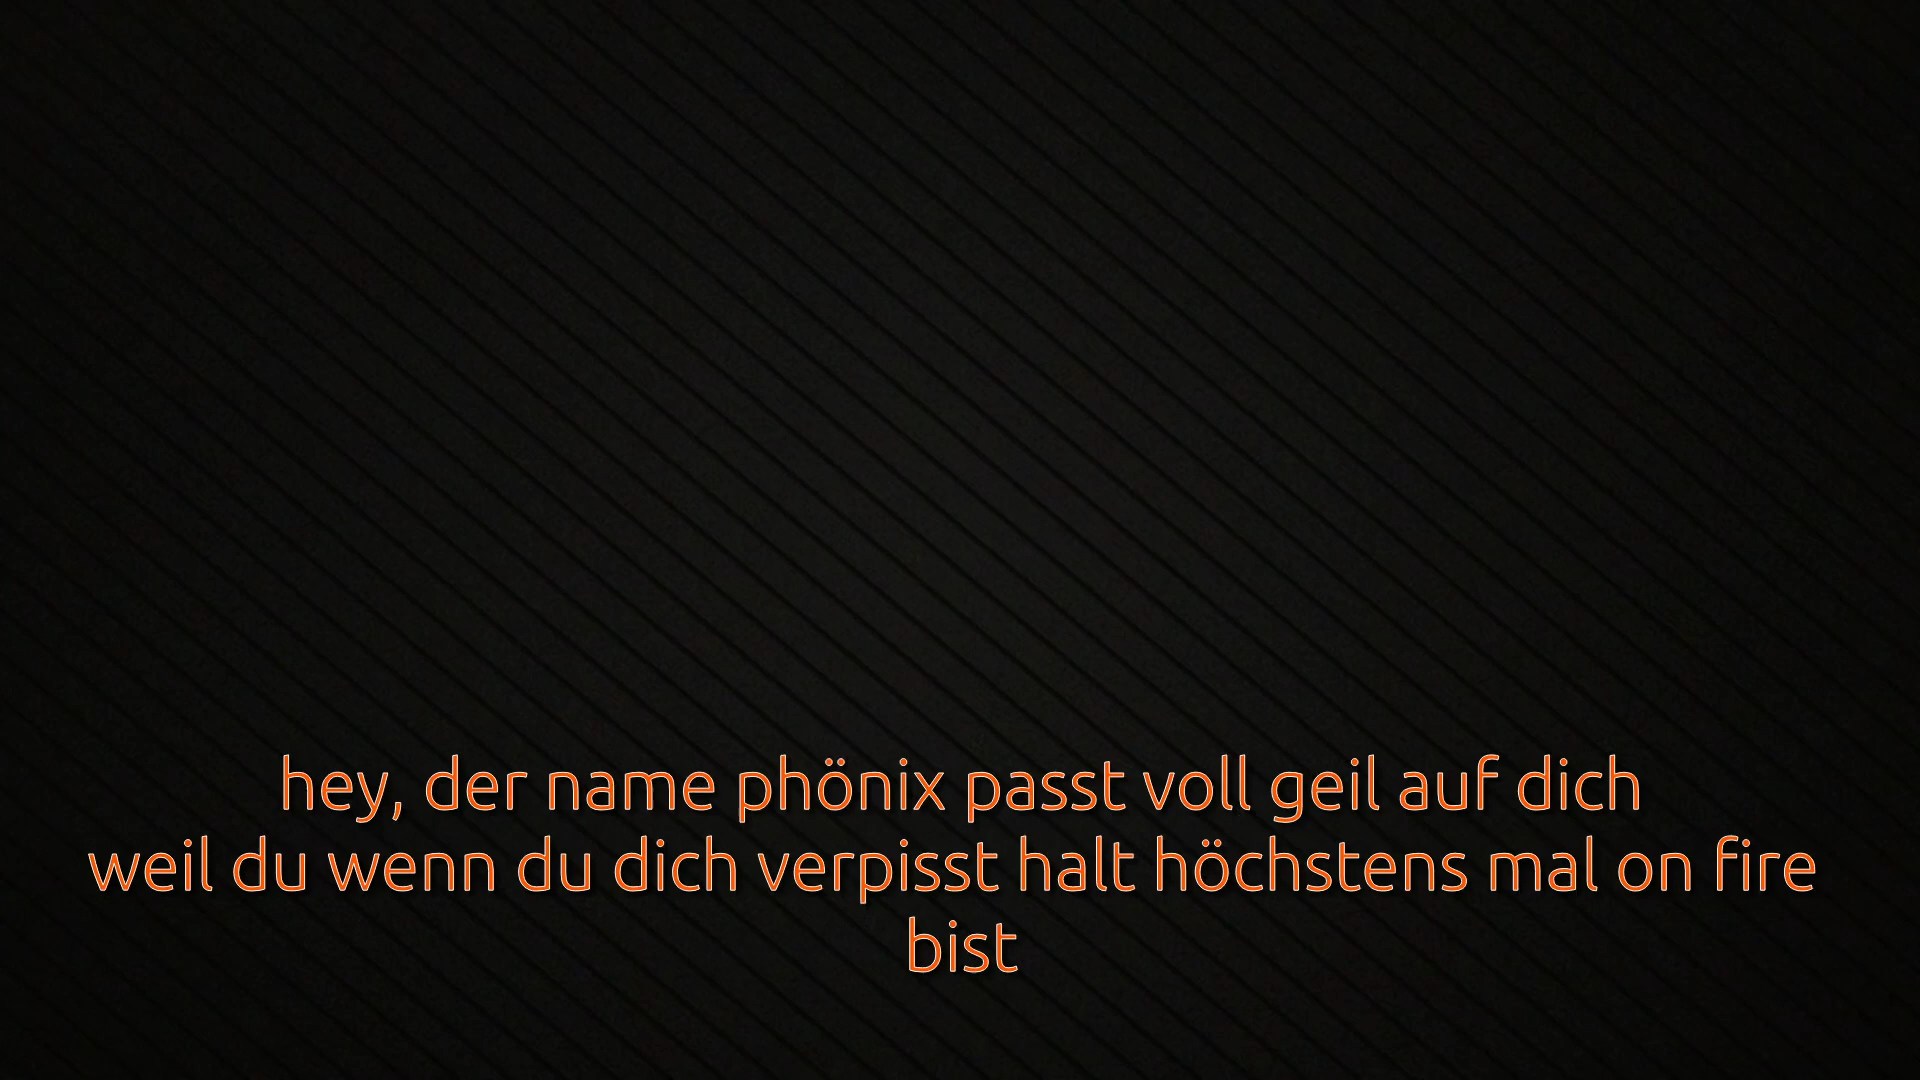 hey, der name phönix passt voll geil auf dich
weil du wenn du dich verpisst halt höchstens mal on fire
bist